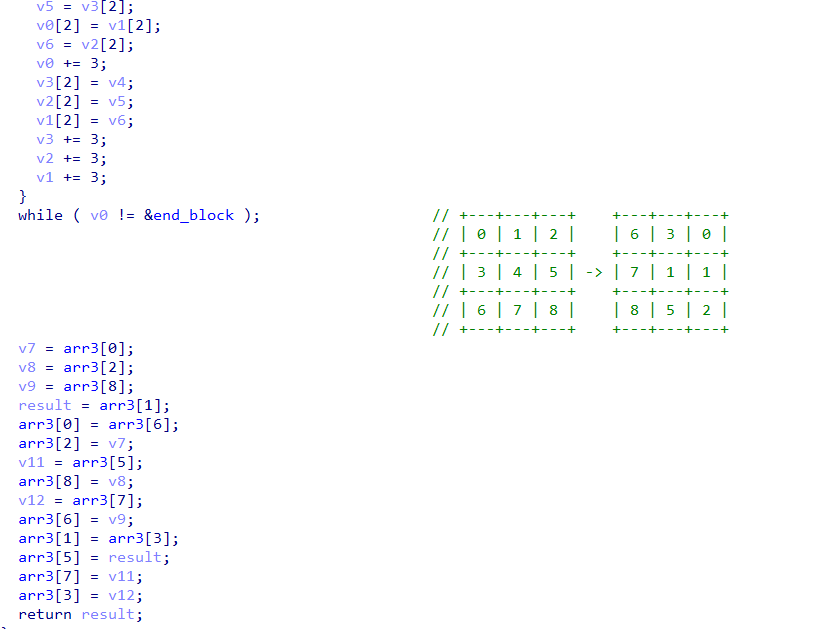 v5 = v3[2];
v0[2] = v1[2];
v6 = v2[2];
v0 += 3;
v3[2] = v4;
v2[2] = v5;
v1[2] = v6;
v3 += 3;
v2 += 3;
v1 += 3;
}
while ( v0 != &end_block ); // +---+---+---+    +---+---+---+
// | 0 | 1 | 2 |    | 6 | 3 | 0 |
// +---+---+---+    +---+---+---+
// | 3 | 4 | 5 | -> | 7 | 1 | 1 |
// +---+---+---+    +---+---+---+
// | 6 | 7 | 8 |    | 8 | 5 | 2 |
// +---+---+---+    +---+---+---+
v7 = arr3[0];
v8 = arr3[2];
v9 = arr3[8];
result = arr3[1];
arr3[0] = arr3[6];
arr3[2] = v7;
v11 = arr3[5];
arr3[8] = v8;
v12 = arr3[7];
arr3[6] = v9;
arr3[1] = arr3[3];
arr3[5] = result;
arr3[7] = v11;
arr3[3] = v12;
return result;